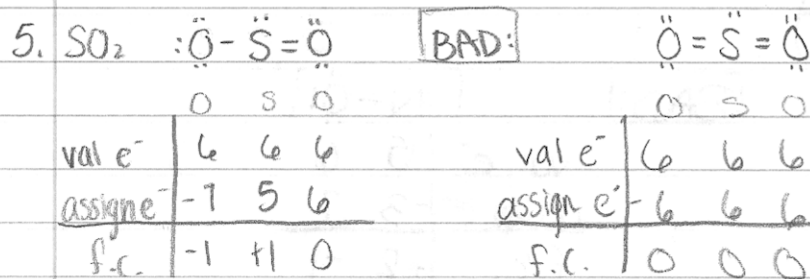 5. SO₂ :Ö-S̈=Ö BAD: Ö=S̈=Ö
O S O O S O
val e⁻ 6 6 6 val e⁻ 6 6 6
assign e⁻ -7 5 6 assign e⁻ -6 6 6
f.c. -1 +1 0 f.c. 0 0 0